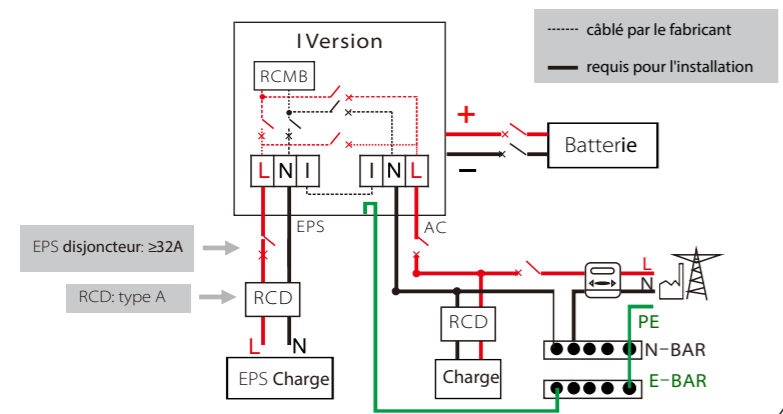 I Version
RCMB
L N I
I N L
EPS
AC
câblé par le fabricant
requis pour l'installation
+
−
Batterie
EPS disjoncteur: ≥32A
RCD: type A
RCD
L N
EPS Charge
RCD
Charge
L
N
PE
N-BAR
E-BAR